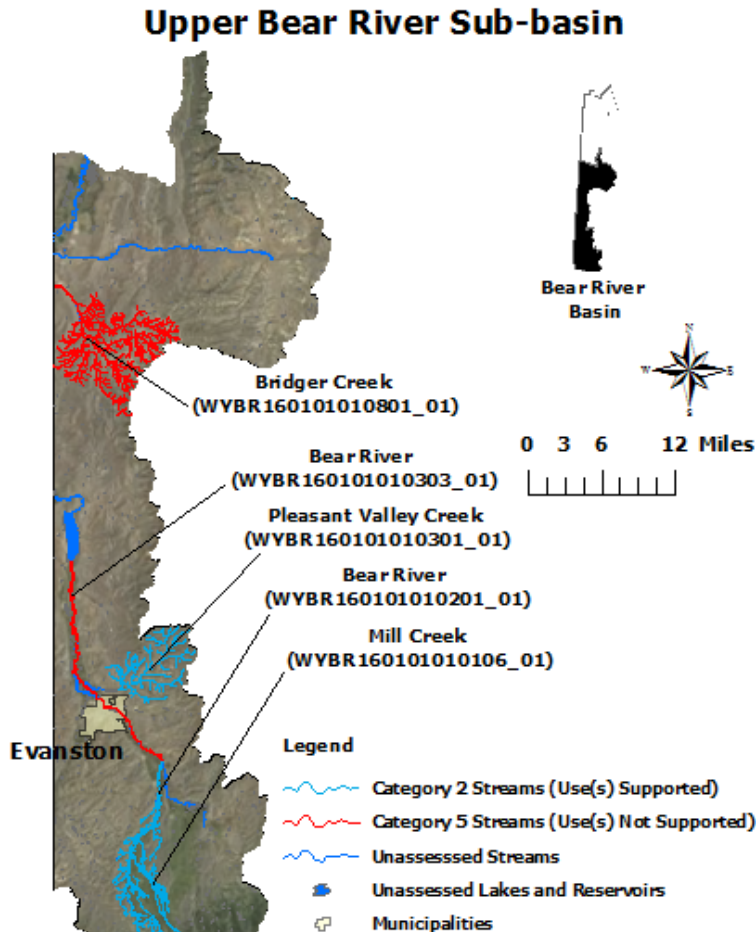 Upper Bear River Sub-basin
Bear River
Basin
N
W E
S
Bridger Creek
(WYBR160101010801_01)
0 3 6 12 Miles
Bear River
(WYBR160101010303_01)
Pleasant Valley Creek
(WYBR160101010301_01)
Bear River
(WYBR160101010201_01)
Mill Creek
(WYBR160101010106_01)
Evanston
Legend
Category 2 Streams (Use(s) Supported)
Category 5 Streams (Use(s) Not Supported)
Unassesssed Streams
Unassessed Lakes and Reservoirs
Municipalities